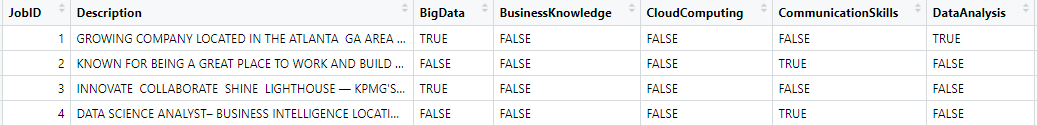 JobID Description BigData BusinessKnowledge CloudComputing CommunicationSkills DataAnalysis
1 GROWING COMPANY LOCATED IN THE ATLANTA GA AREA ... TRUE FALSE FALSE FALSE TRUE
2 KNOWN FOR BEING A GREAT PLACE TO WORK AND BUILD ... FALSE FALSE FALSE TRUE FALSE
3 INNOVATE COLLABORATE SHINE LIGHTHOUSE — KPMG'S... TRUE FALSE FALSE FALSE FALSE
4 DATA SCIENCE ANALYST– BUSINESS INTELLIGENCE LOCATI... FALSE FALSE FALSE TRUE FALSE